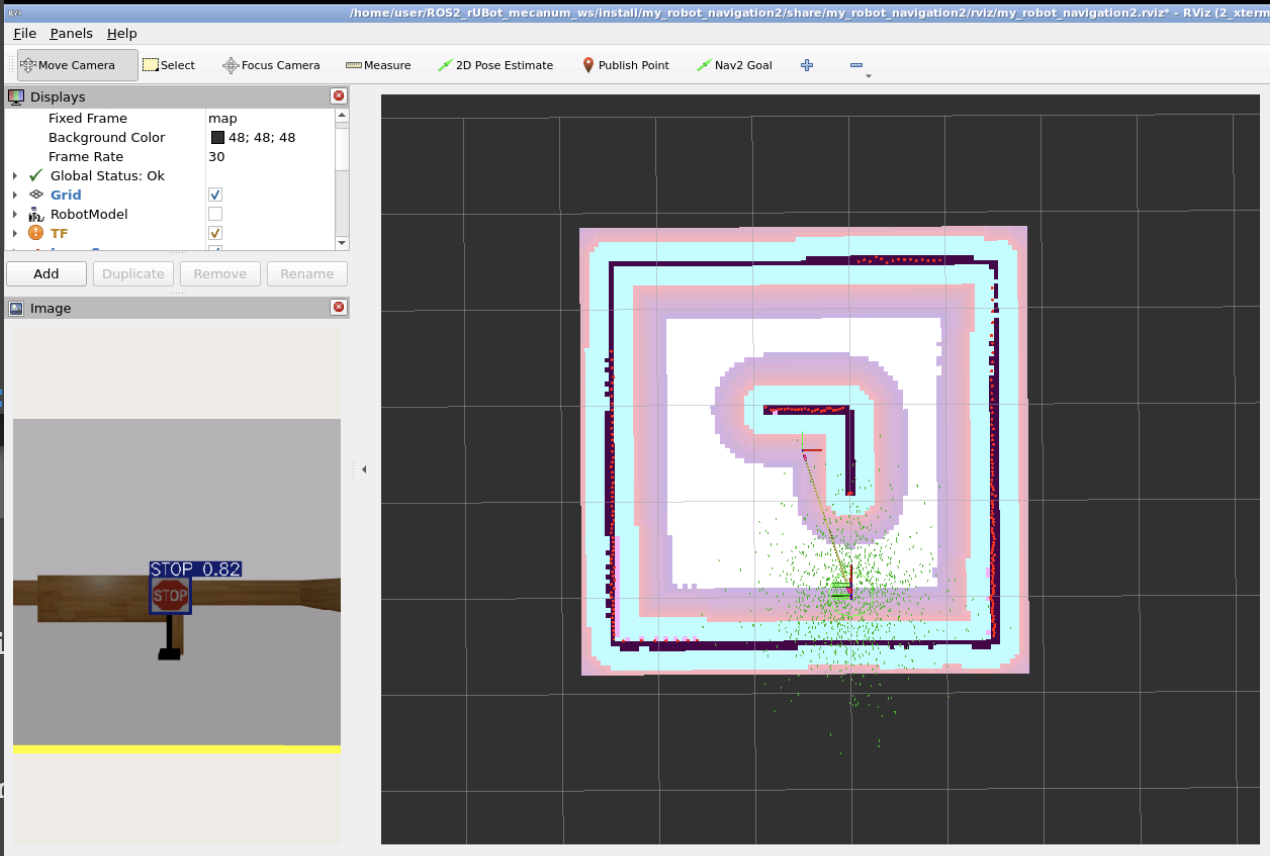 /home/user/ROS2_rUBot_mecanum_ws/install/my_robot_navigation2/share/my_robot_navigation2/rviz/my_robot_navigation2.rviz* - RViz (2_xterm
File Panels Help
Move Camera Select Focus Camera Measure 2D Pose Estimate Publish Point Nav2 Goal
Displays
Fixed Frame map
Background Color 48; 48; 48
Frame Rate 30
Global Status: Ok
Grid
RobotModel
TF
Add Duplicate Remove Rename
Image
STOP 0.82
STOP